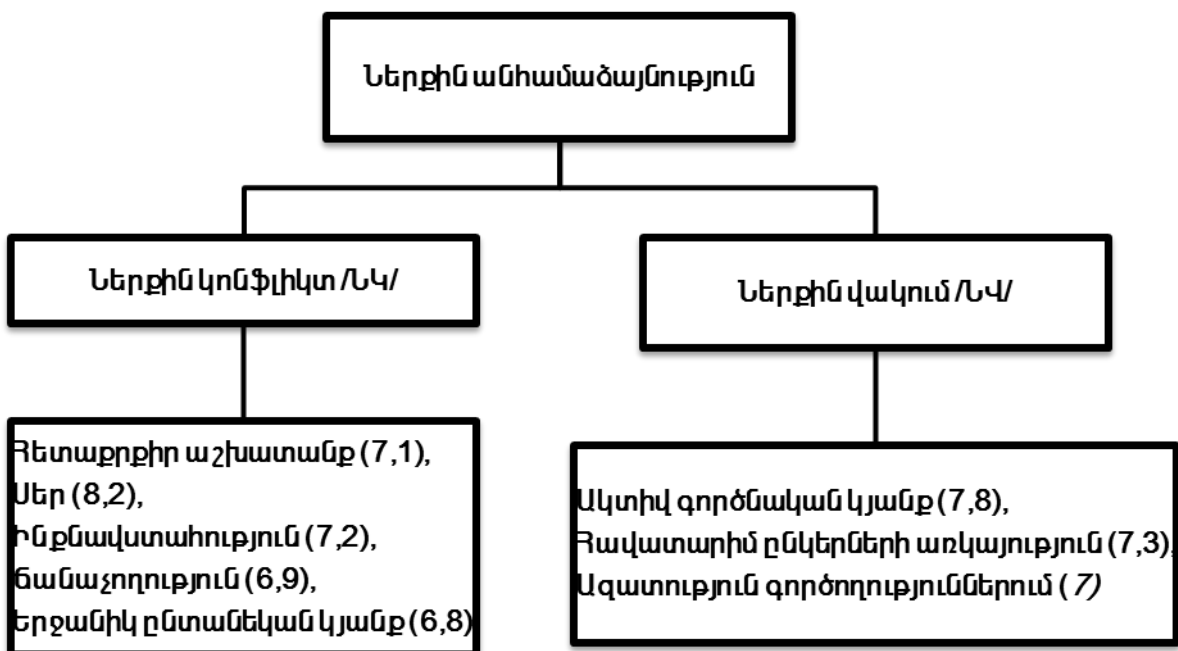 Ներքին անհամաձայնություն
Ներքին կոնֆլիկտ /ՆԿ/
Ներքին վակում /ՆՎ/
Հետաքրքիր աշխատանք (7,1),
Սեր (8,2),
Ինքնավստահություն (7,2),
Ճանաչողություն (6,9),
Երջանիկ ընտանեկան կյանք (6,8)
Ակտիվ գործնական կյանք (7,8),
Հավատարիմ ընկերների առկայություն (7,3),
Ազատություն գործողություններում (7)